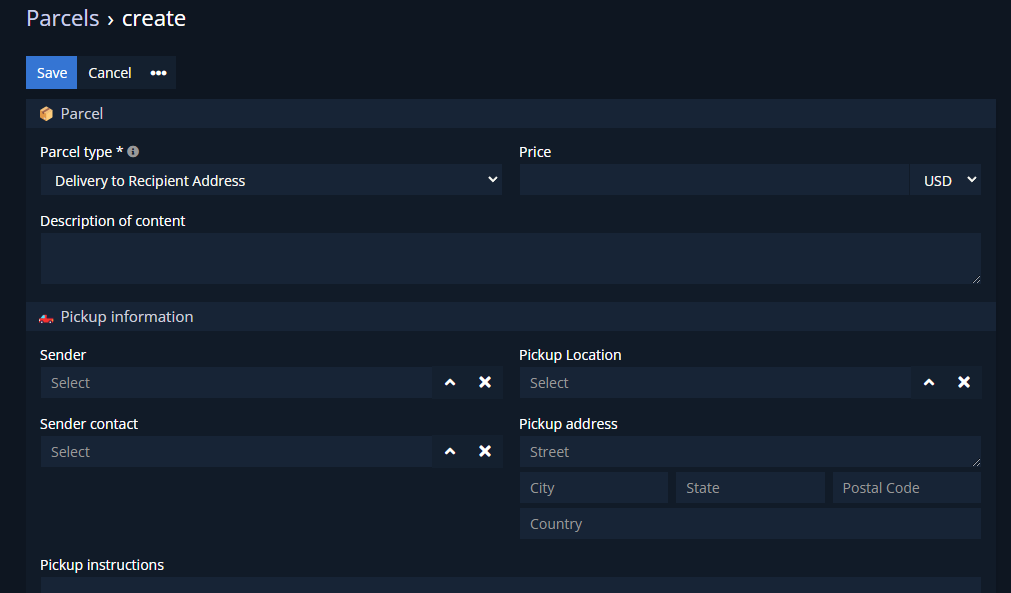 Parcels › create
Save Cancel •••
Parcel
Parcel type * Price
Delivery to Recipient Address USD
Description of content
Pickup information
Sender Pickup Location
Select Select
Sender contact Pickup address
Select Street
City State Postal Code
Country
Pickup instructions